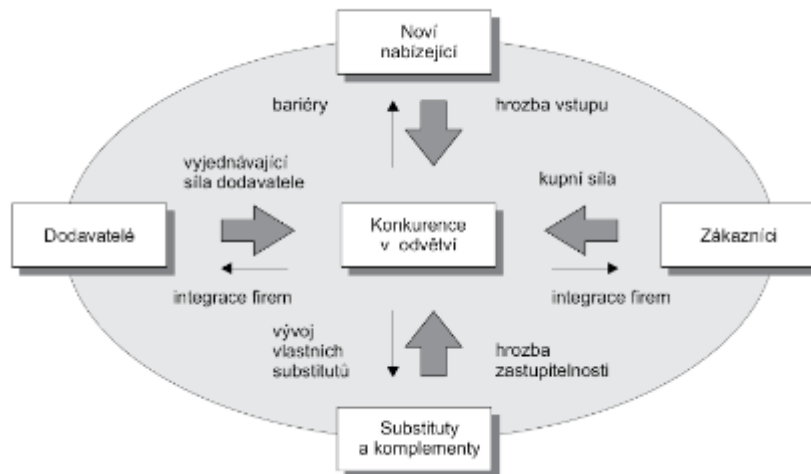 Noví
nabízející
bariéry
hrozba vstupu
vyjednávající
síla dodavatele
kupní síla
Dodavatelé
Konkurence
v odvětví
Zákazníci
integrace firem
integrace firem
vývoj
vlastních
substitutů
hrozba
zastupitelnosti
Substituty
a komplementy